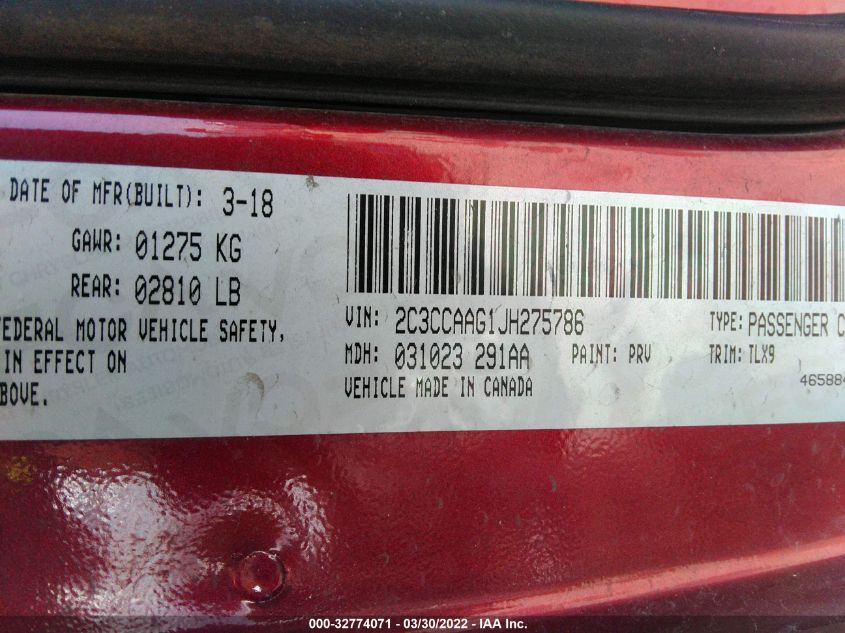 DATE OF MFR(BUILT): 3-18
GAWR: 01275 KG
REAR: 02810 LB
FEDERAL MOTOR VEHICLE SAFETY,
IN EFFECT ON
BOVE.
VIN: 2C3CCAAG1JH275786
TYPE: PASSENGER C
MDH: 031023 291AA
PAINT: PRV
TRIM: TLX9
VEHICLE MADE IN CANADA
46588
000-32774071 - 03/30/2022 - IAA Inc.